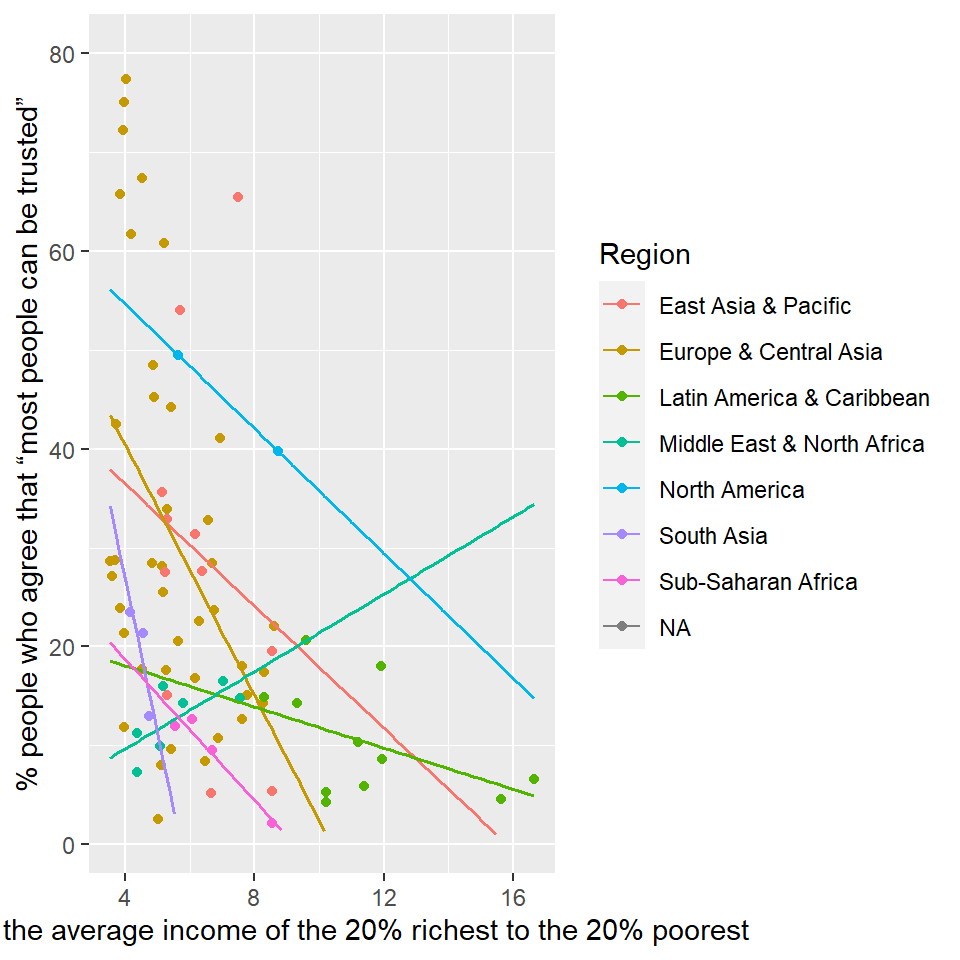 % people who agree that “most people can be trusted”
80
60
40
20
0
4
8
12
16
the average income of the 20% richest to the 20% poorest
Region
East Asia & Pacific
Europe & Central Asia
Latin America & Caribbean
Middle East & North Africa
North America
South Asia
Sub-Saharan Africa
NA